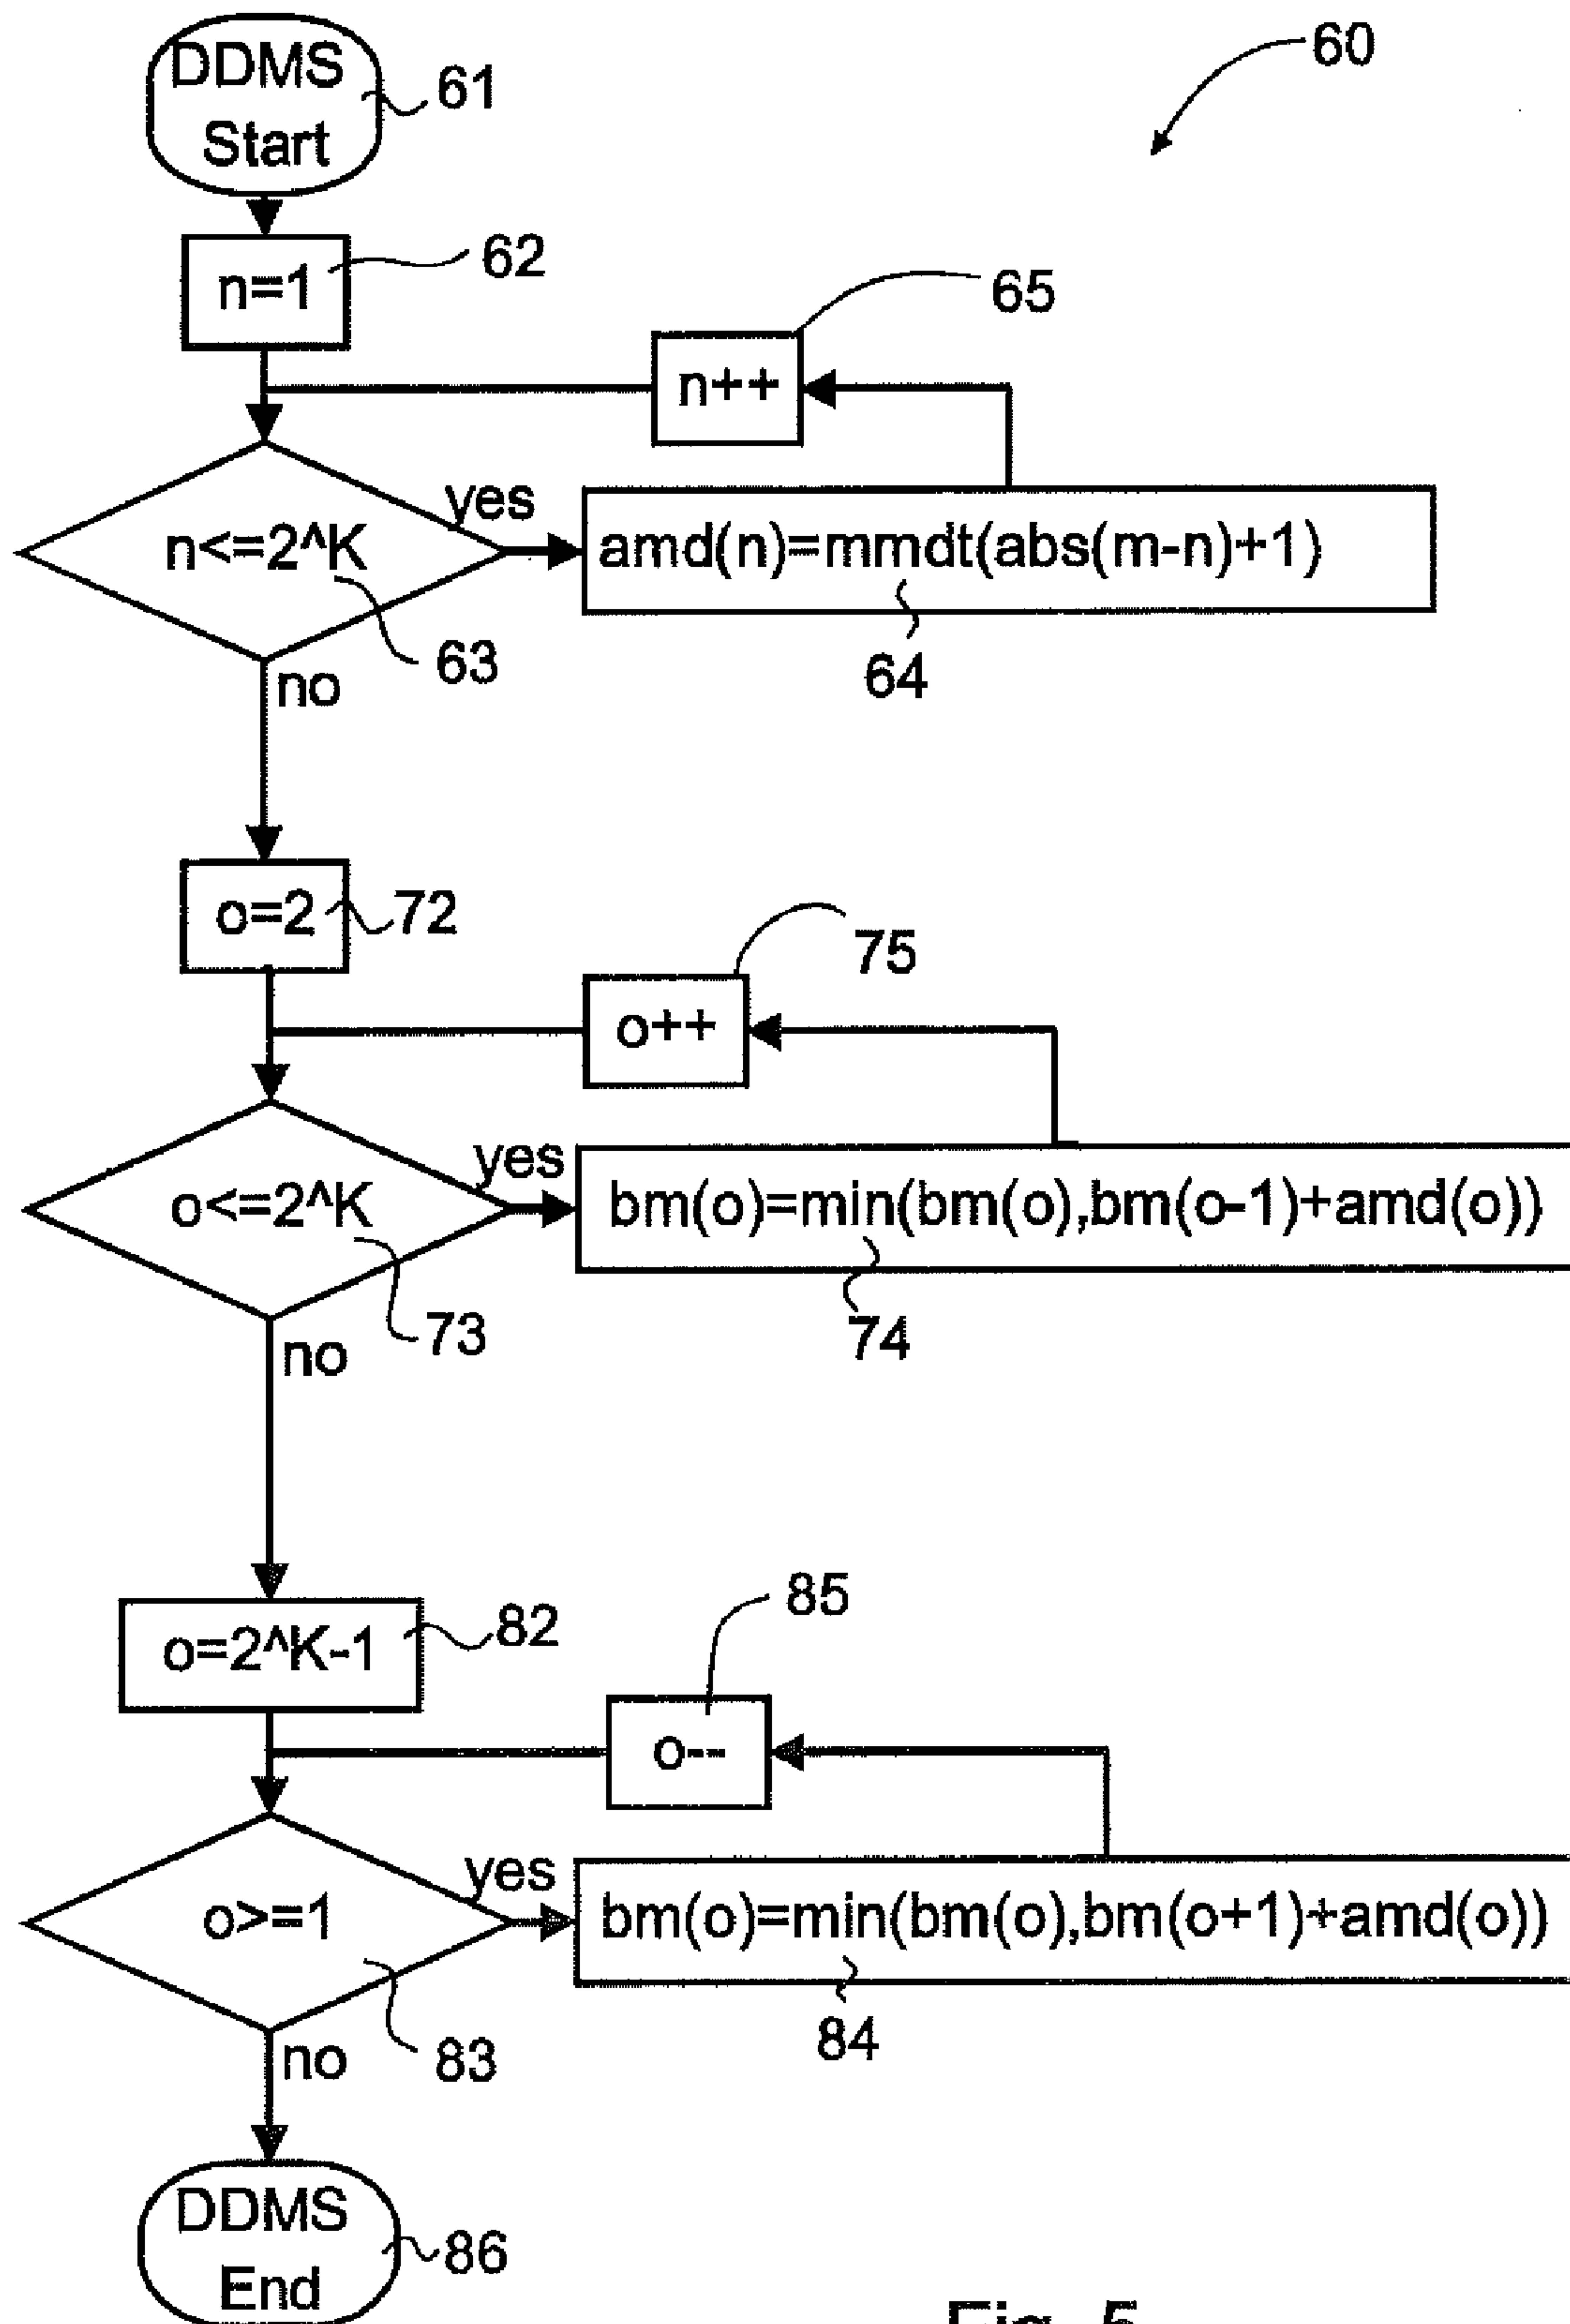 DDMS
Start
61
60
n=1
62
65
n++
n<=2^K
yes
amd(n)=mmdt(abs(m-n)+1)
63
64
no
o=2
72
75
o++
o<=2^K
yes
bm(o)=min(bm(o),bm(o-1)+amd(o))
73
74
no
o=2^K-1
82
85
o--
o>=1
yes
bm(o)=min(bm(o),bm(o+1)+amd(o))
83
84
no
DDMS
End
86
Fig. 5